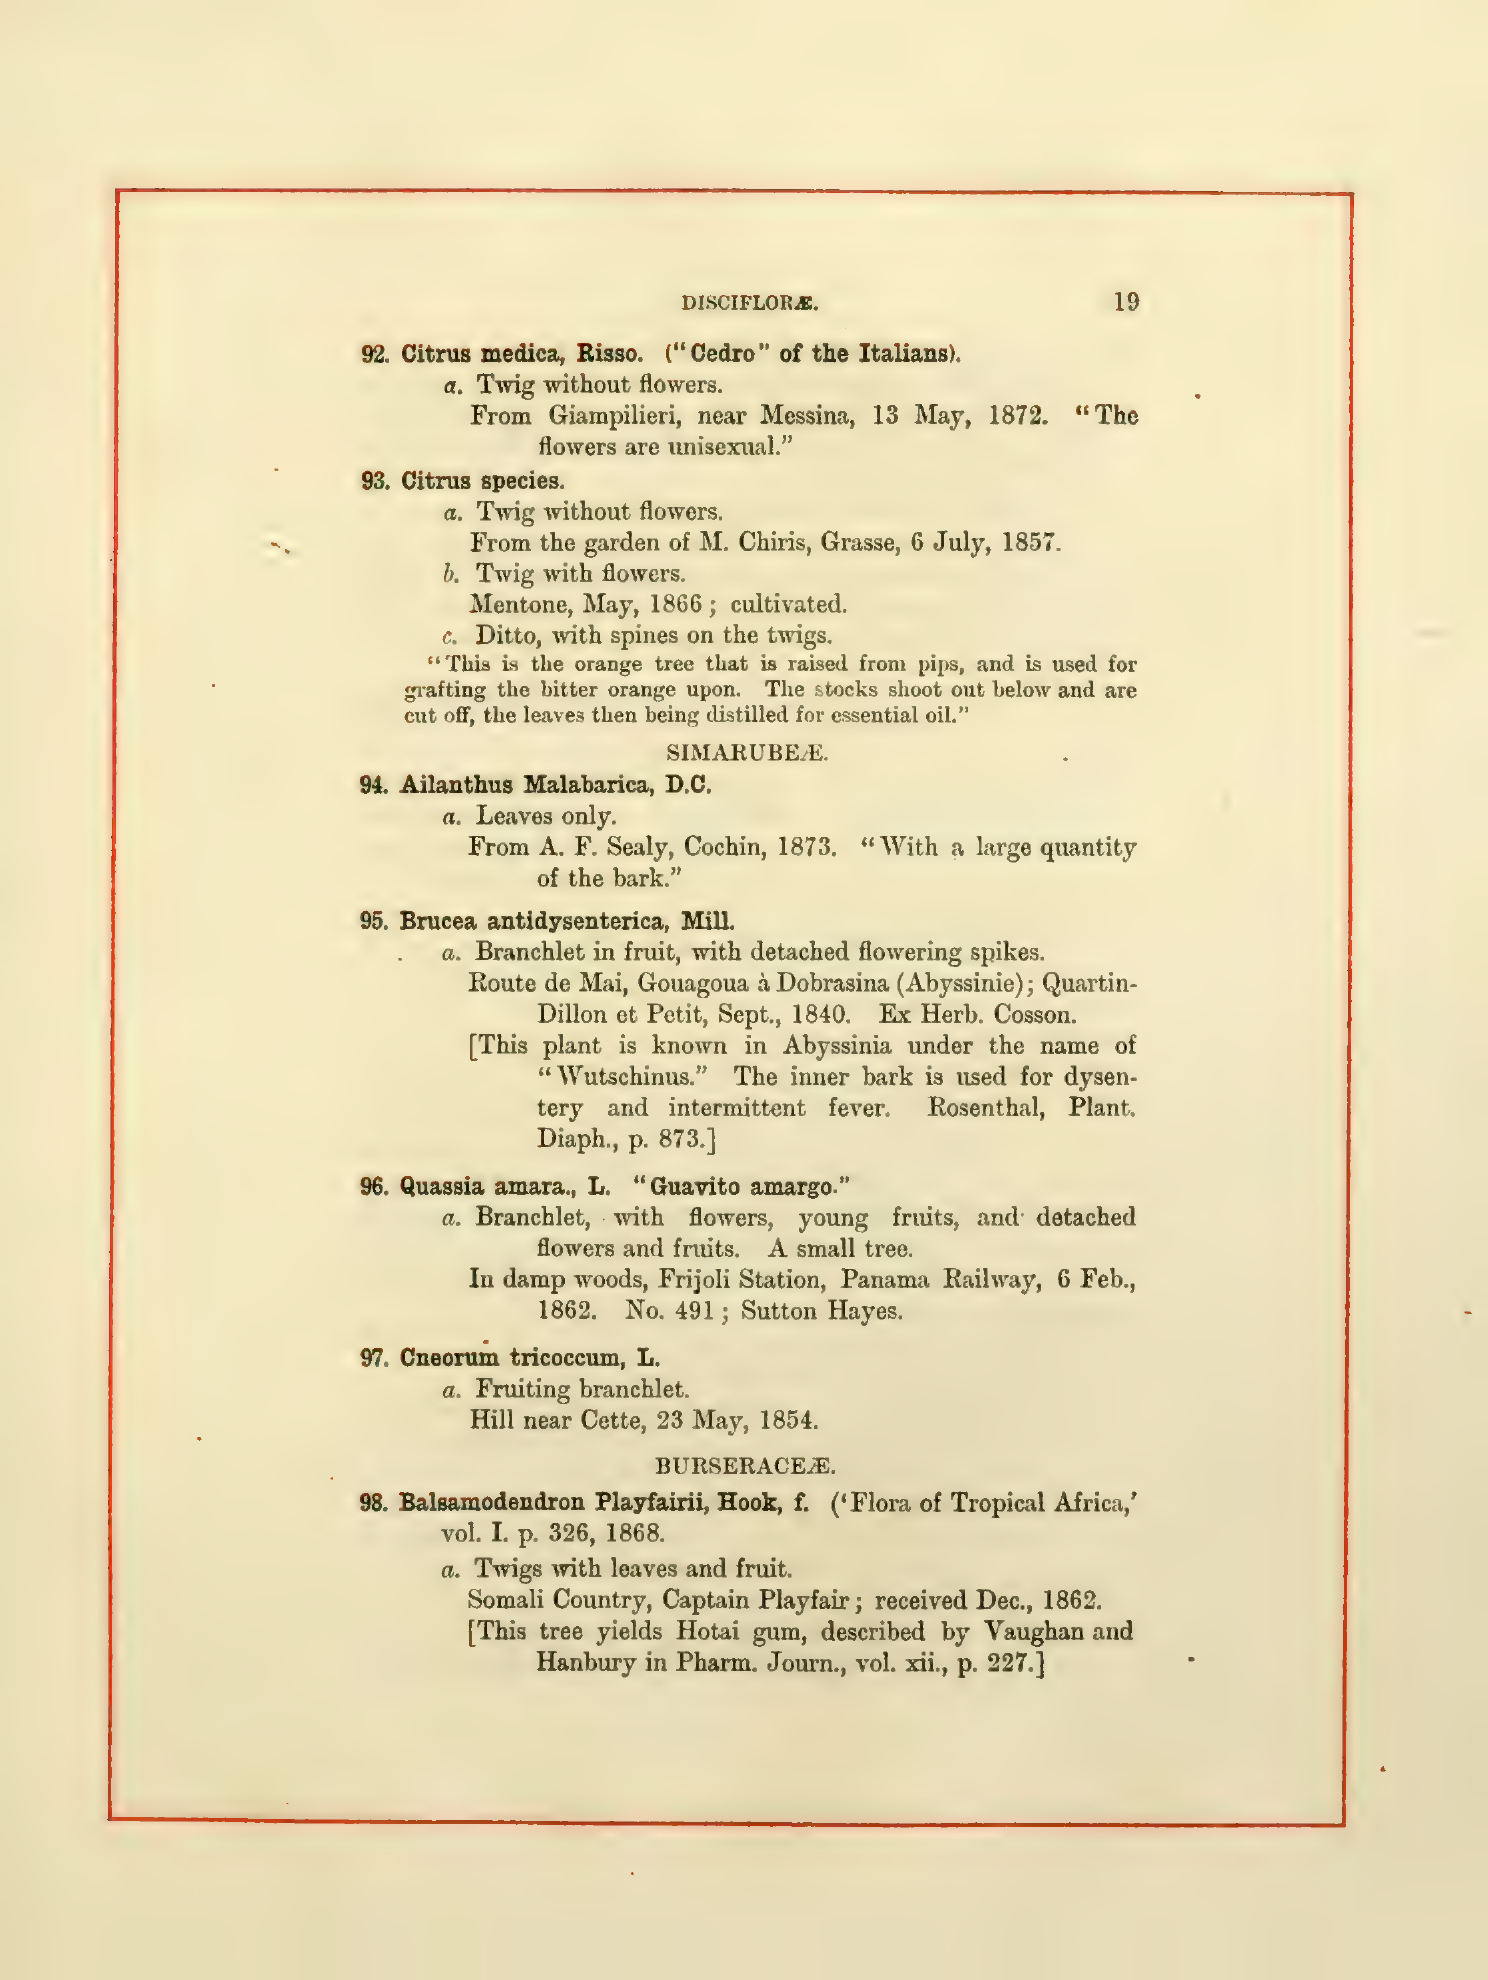 DISCIFLORÆ. 19
92. Citrus medica, Risso. (“Cedro” of the Italians).
a. Twig without flowers.
From Giampilieri, near Messina, 13 May, 1872. “The
flowers are unisexual.”
93. Citrus species.
a. Twig without flowers.
From the garden of M. Chiris, Grasse, 6 July, 1857.
b. Twig with flowers.
Mentone, May, 1866 ; cultivated.
c. Ditto, with spines on the twigs.
“This is the orange tree that is raised from pips, and is used for
grafting the bitter orange upon. The stocks shoot out below and are
cut off, the leaves then being distilled for essential oil.”
SIMARUBEÆ.
94. Ailanthus Malabarica, D.C.
a. Leaves only.
From A. F. Sealy, Cochin, 1873. “With a large quantity
of the bark.”
95. Brucea antidysenterica, Mill.
a. Branchlet in fruit, with detached flowering spikes.
Route de Mai, Gouagoua à Dobrasina (Abyssinie); Quartin-
Dillon et Petit, Sept., 1840. Ex Herb. Cosson.
[This plant is known in Abyssinia under the name of
“Wutschinus.” The inner bark is used for dysen-
tery and intermittent fever. Rosenthal, Plant.
Diaph., p. 873.]
96. Quassia amara., L. “Guavito amargo.”
a. Branchlet, with flowers, young fruits, and detached
flowers and fruits. A small tree.
In damp woods, Frijoli Station, Panama Railway, 6 Feb.,
1862. No. 491 ; Sutton Hayes.
97. Cneorum tricoccum, L.
a. Fruiting branchlet.
Hill near Cette, 23 May, 1854.
BURSERACEÆ.
98. Balsamodendron Playfairii, Hook, f. (‘Flora of Tropical Africa,’
vol. I. p. 326, 1868.
a. Twigs with leaves and fruit.
Somali Country, Captain Playfair ; received Dec., 1862.
[This tree yields Hotai gum, described by Vaughan and
Hanbury in Pharm. Journ., vol. xii., p. 227.]